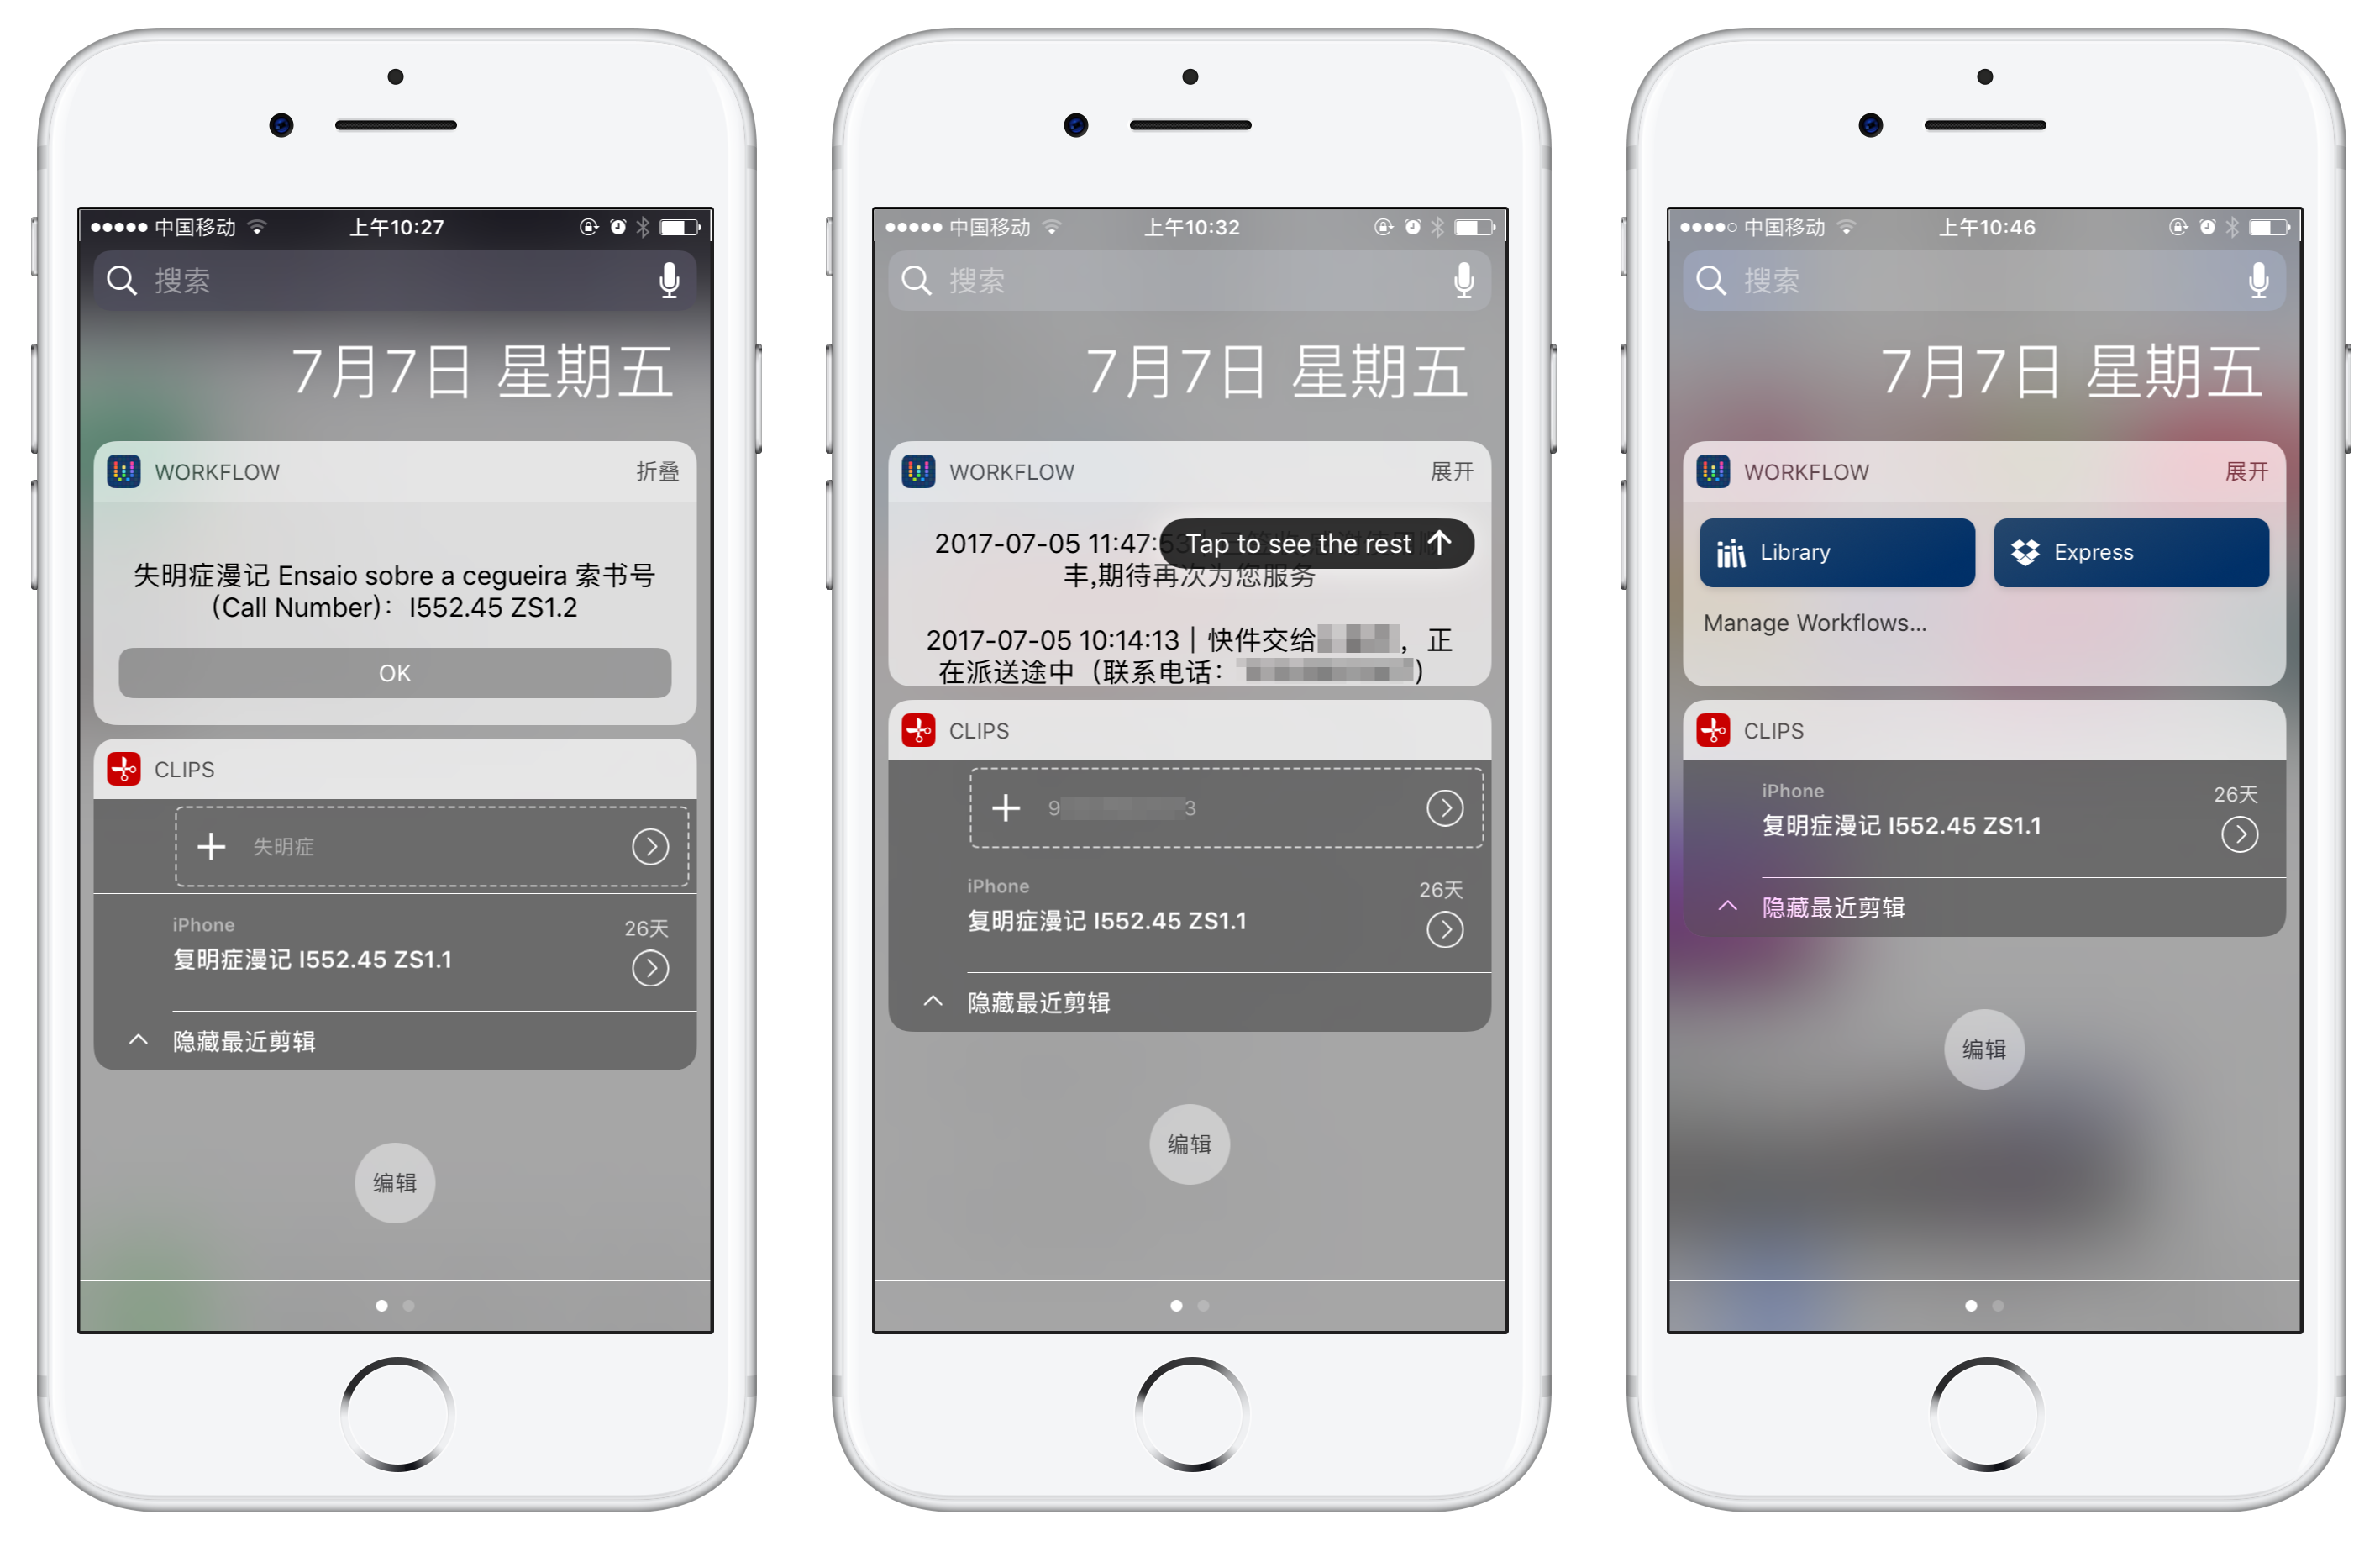 中国移动
上午10:27
搜索
7月7日 星期五
WORKFLOW
折叠
失明症漫记 Ensaio sobre a cegueira 索书号
（Call Number）：I552.45 ZS1.2
OK
CLIPS
失明症
iPhone
26天
复明症漫记 I552.45 ZS1.1
隐藏最近剪辑
编辑
中国移动
上午10:32
搜索
7月7日 星期五
WORKFLOW
展开
2017-07-05 11:47:53
Tap to see the rest
丰,期待再次为您服务
2017-07-05 10:14:13｜快件交给，正
在派送途中（联系电话：）
CLIPS
9 3
iPhone
26天
复明症漫记 I552.45 ZS1.1
隐藏最近剪辑
编辑
中国移动
上午10:46
搜索
7月7日 星期五
WORKFLOW
展开
Library
Express
Manage Workflows...
CLIPS
iPhone
26天
复明症漫记 I552.45 ZS1.1
隐藏最近剪辑
编辑